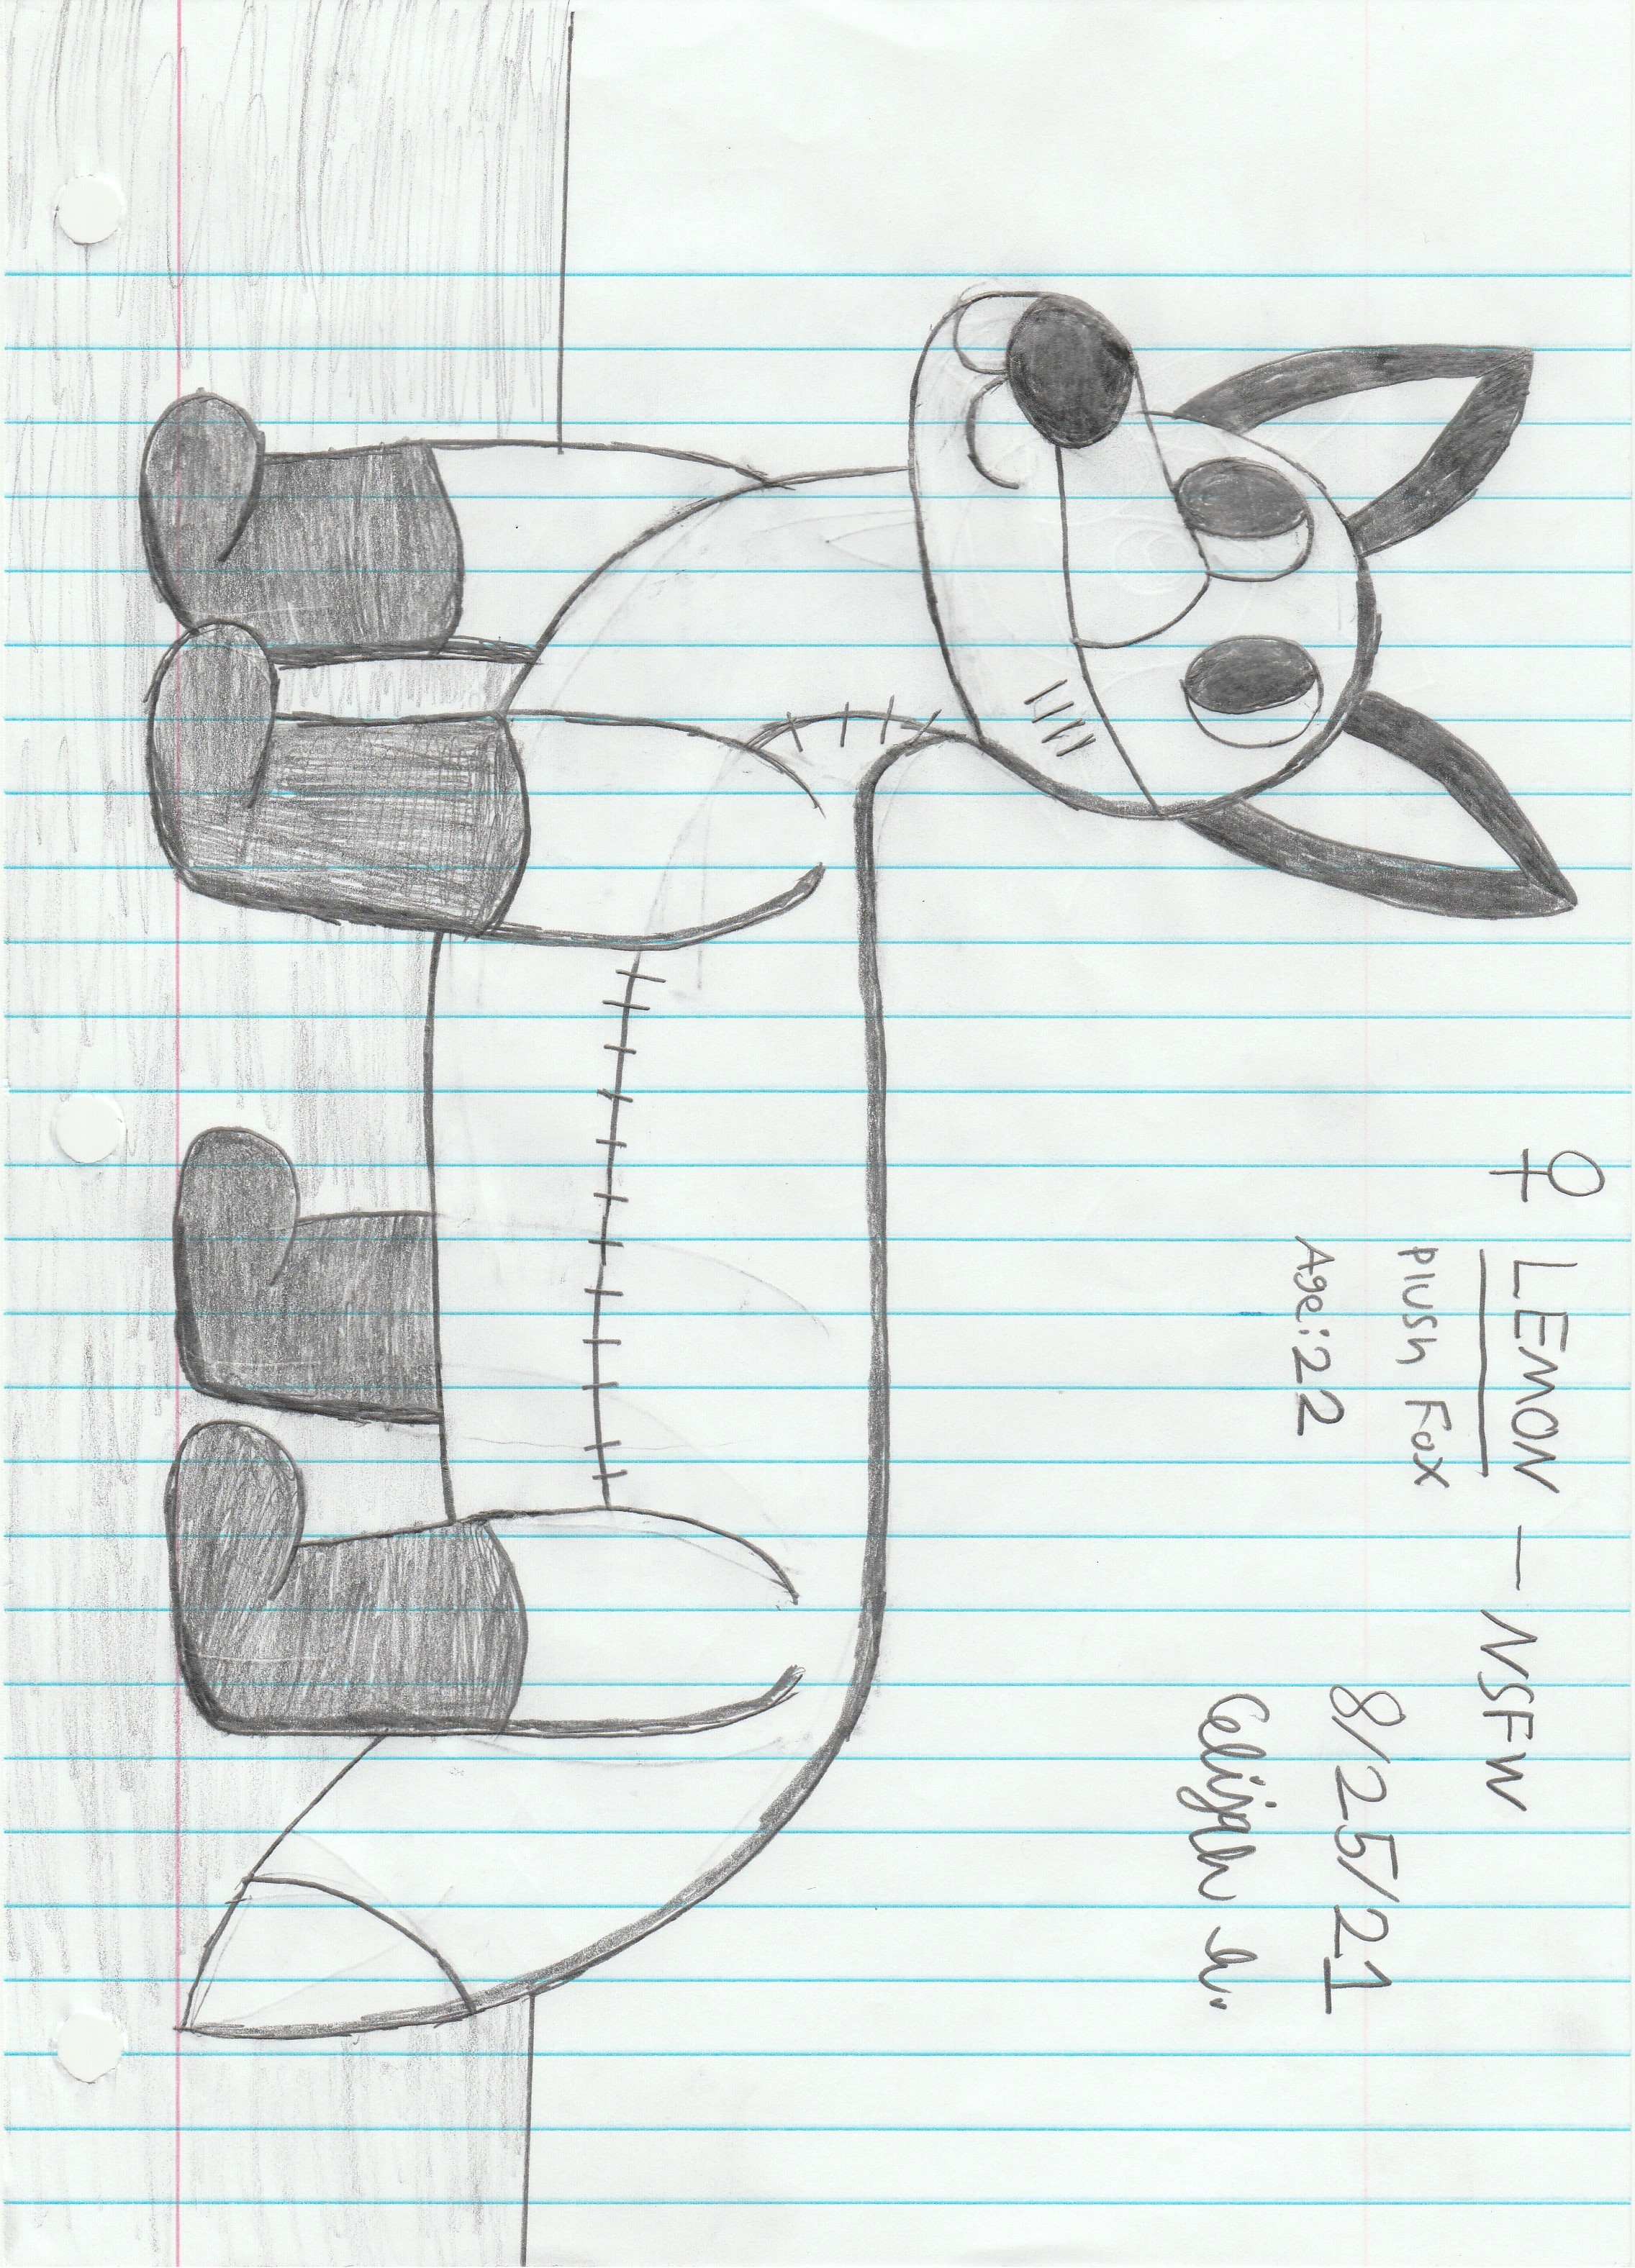 ♀ LEMON — NSFW
Plush Fox
Age: 22
8/25/21
Elijah h.